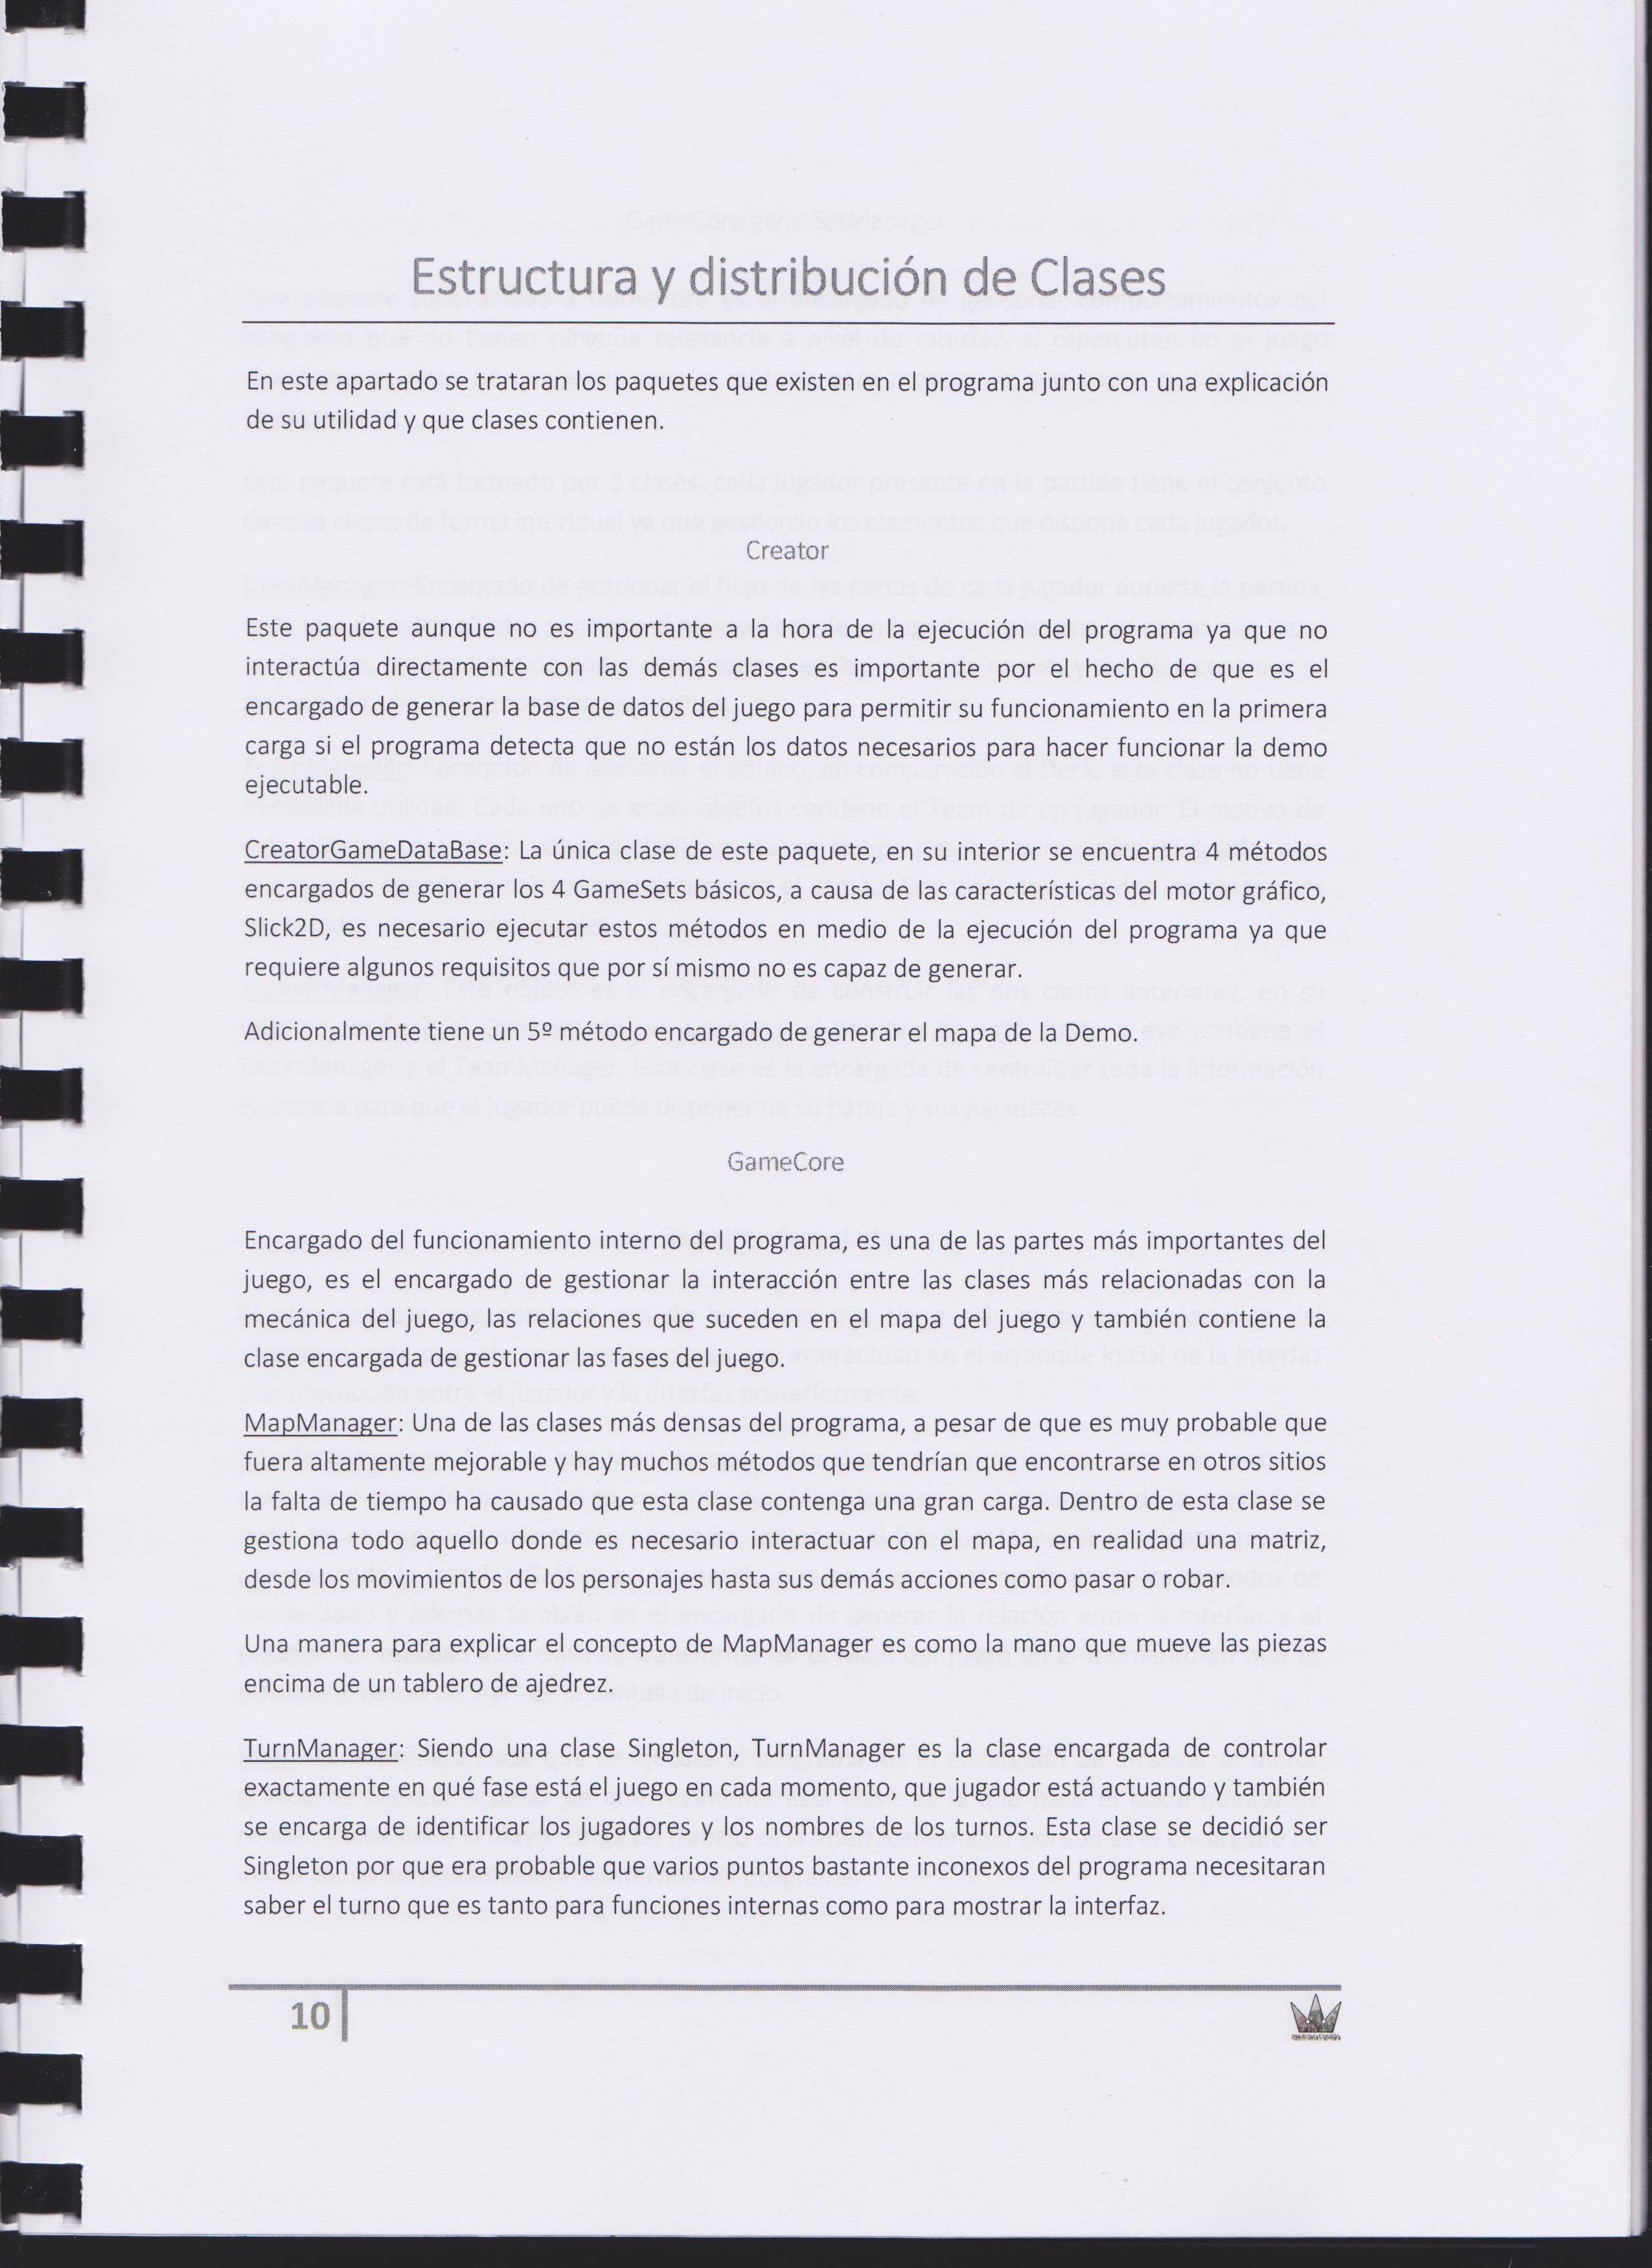 Estructura y distribución de Clases
En este apartado se trataran los paquetes que existen en el programa junto con una explicación
de su utilidad y que clases contienen.
Creator
Este paquete aunque no es importante a la hora de la ejecución del programa ya que no
interactúa directamente con las demás clases es importante por el hecho de que es el
encargado de generar la base de datos del juego para permitir su funcionamiento en la primera
carga si el programa detecta que no están los datos necesarios para hacer funcionar la demo
ejecutable.
CreatorGameDataBase: La única clase de este paquete, en su interior se encuentra 4 métodos
encargados de generar los 4 GameSets básicos, a causa de las características del motor gráfico,
Slick2D, es necesario ejecutar estos métodos en medio de la ejecución del programa ya que
requiere algunos requisitos que por sí mismo no es capaz de generar.
Adicionalmente tiene un 5º método encargado de generar el mapa de la Demo.
GameCore
Encargado del funcionamiento interno del programa, es una de las partes más importantes del
juego, es el encargado de gestionar la interacción entre las clases más relacionadas con la
mecánica del juego, las relaciones que suceden en el mapa del juego y también contiene la
clase encargada de gestionar las fases del juego.
MapManager: Una de las clases más densas del programa, a pesar de que es muy probable que
fuera altamente mejorable y hay muchos métodos que tendrían que encontrarse en otros sitios
la falta de tiempo ha causado que esta clase contenga una gran carga. Dentro de esta clase se
gestiona todo aquello donde es necesario interactuar con el mapa, en realidad una matriz,
desde los movimientos de los personajes hasta sus demás acciones como pasar o robar.
Una manera para explicar el concepto de MapManager es como la mano que mueve las piezas
encima de un tablero de ajedrez.
TurnManager: Siendo una clase Singleton, TurnManager es la clase encargada de controlar
exactamente en qué fase está el juego en cada momento, que jugador está actuando y también
se encarga de identificar los jugadores y los nombres de los turnos. Esta clase se decidió ser
Singleton por que era probable que varios puntos bastante inconexos del programa necesitaran
saber el turno que es tanto para funciones internas como para mostrar la interfaz.
10